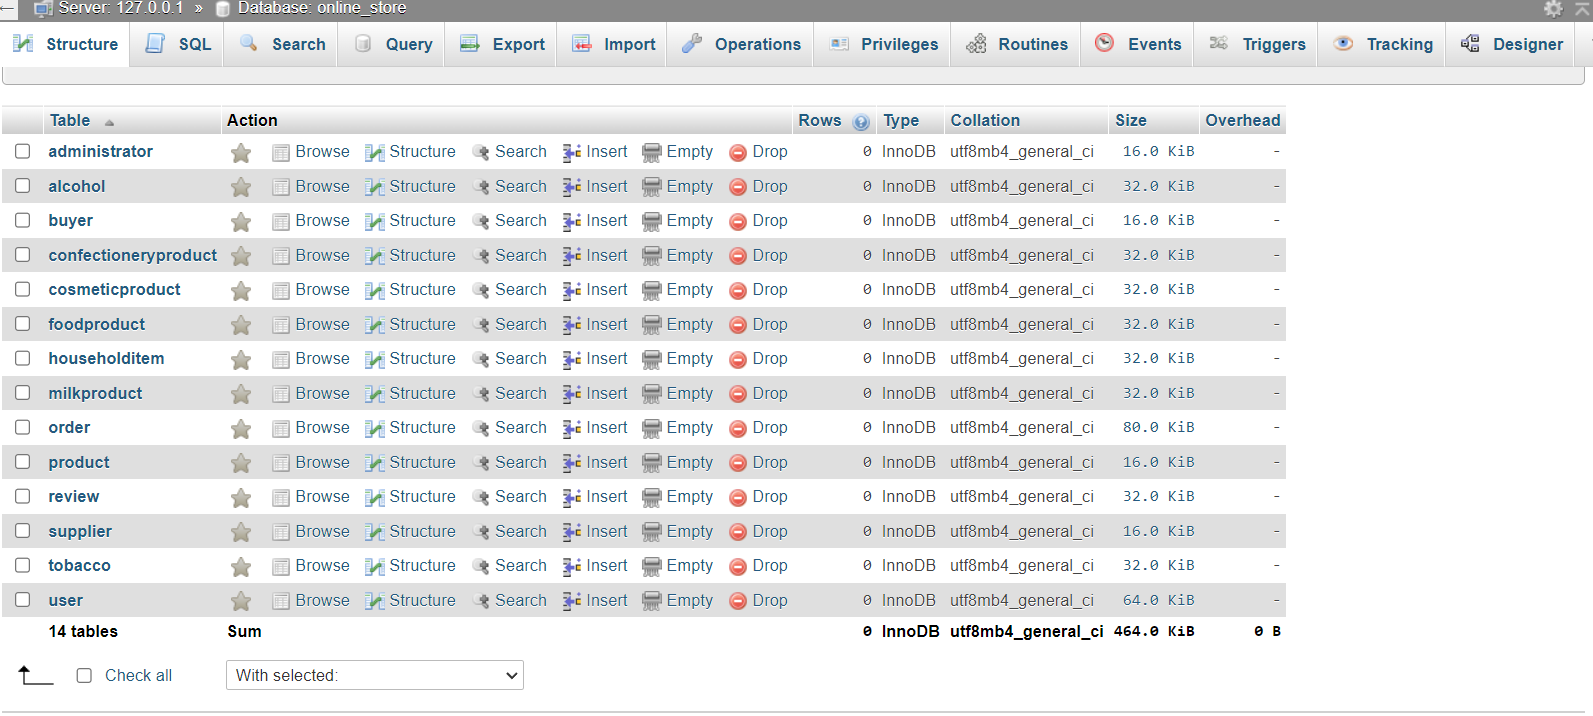 Server: 127.0.0.1 » Database: online_store
Structure SQL Search Query Export Import Operations Privileges Routines Events Triggers Tracking Designer
Table Action Rows Type Collation Size Overhead
administrator Browse Structure Search Insert Empty Drop 0 InnoDB utf8mb4_general_ci 16.0 KiB -
alcohol Browse Structure Search Insert Empty Drop 0 InnoDB utf8mb4_general_ci 32.0 KiB -
buyer Browse Structure Search Insert Empty Drop 0 InnoDB utf8mb4_general_ci 16.0 KiB -
confectioneryproduct Browse Structure Search Insert Empty Drop 0 InnoDB utf8mb4_general_ci 32.0 KiB -
cosmeticproduct Browse Structure Search Insert Empty Drop 0 InnoDB utf8mb4_general_ci 32.0 KiB -
foodproduct Browse Structure Search Insert Empty Drop 0 InnoDB utf8mb4_general_ci 32.0 KiB -
householditem Browse Structure Search Insert Empty Drop 0 InnoDB utf8mb4_general_ci 32.0 KiB -
milkproduct Browse Structure Search Insert Empty Drop 0 InnoDB utf8mb4_general_ci 32.0 KiB -
order Browse Structure Search Insert Empty Drop 0 InnoDB utf8mb4_general_ci 80.0 KiB -
product Browse Structure Search Insert Empty Drop 0 InnoDB utf8mb4_general_ci 16.0 KiB -
review Browse Structure Search Insert Empty Drop 0 InnoDB utf8mb4_general_ci 32.0 KiB -
supplier Browse Structure Search Insert Empty Drop 0 InnoDB utf8mb4_general_ci 16.0 KiB -
tobacco Browse Structure Search Insert Empty Drop 0 InnoDB utf8mb4_general_ci 32.0 KiB -
user Browse Structure Search Insert Empty Drop 0 InnoDB utf8mb4_general_ci 64.0 KiB -
14 tables Sum 0 InnoDB utf8mb4_general_ci 464.0 KiB 0 B
Check all With selected: